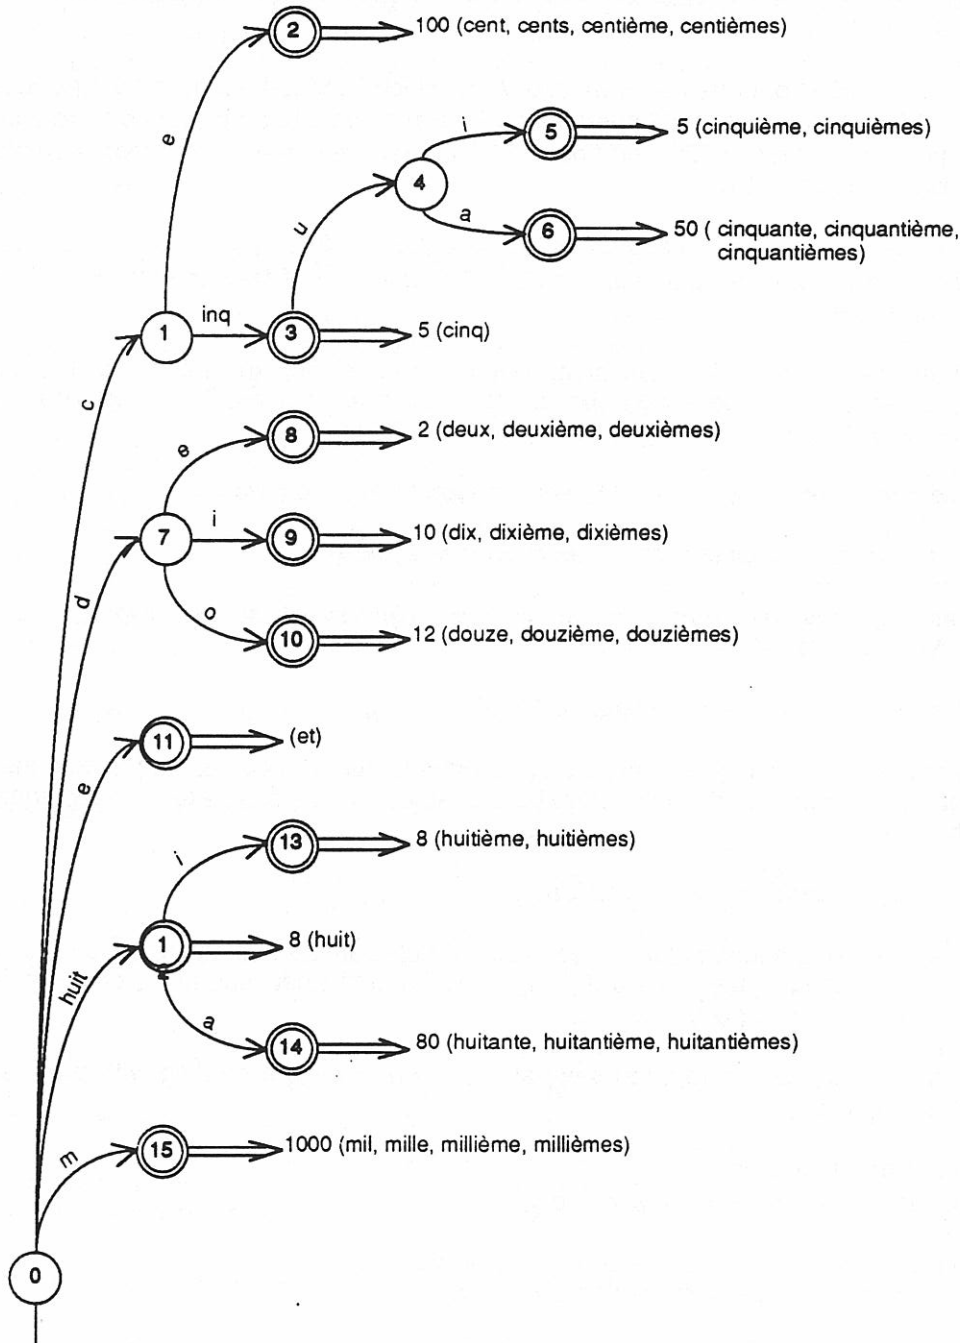 2 100 (cent, cents, centième, centièmes)
e
i 5 5 (cinquième, cinquièmes)
4
u a 6 50 ( cinquante, cinquantième,
cinquantièmes)
1 inq 3 5 (cinq)
c
e 8 2 (deux, deuxième, deuxièmes)
7 i 9 10 (dix, dixième, dixièmes)
d
o 10 12 (douze, douzième, douzièmes)
11 (et)
e
i 13 8 (huitième, huitièmes)
12 8 (huit)
huit
a 14 80 (huitante, huitantième, huitantièmes)
m 15 1000 (mil, mille, millième, millièmes)
0